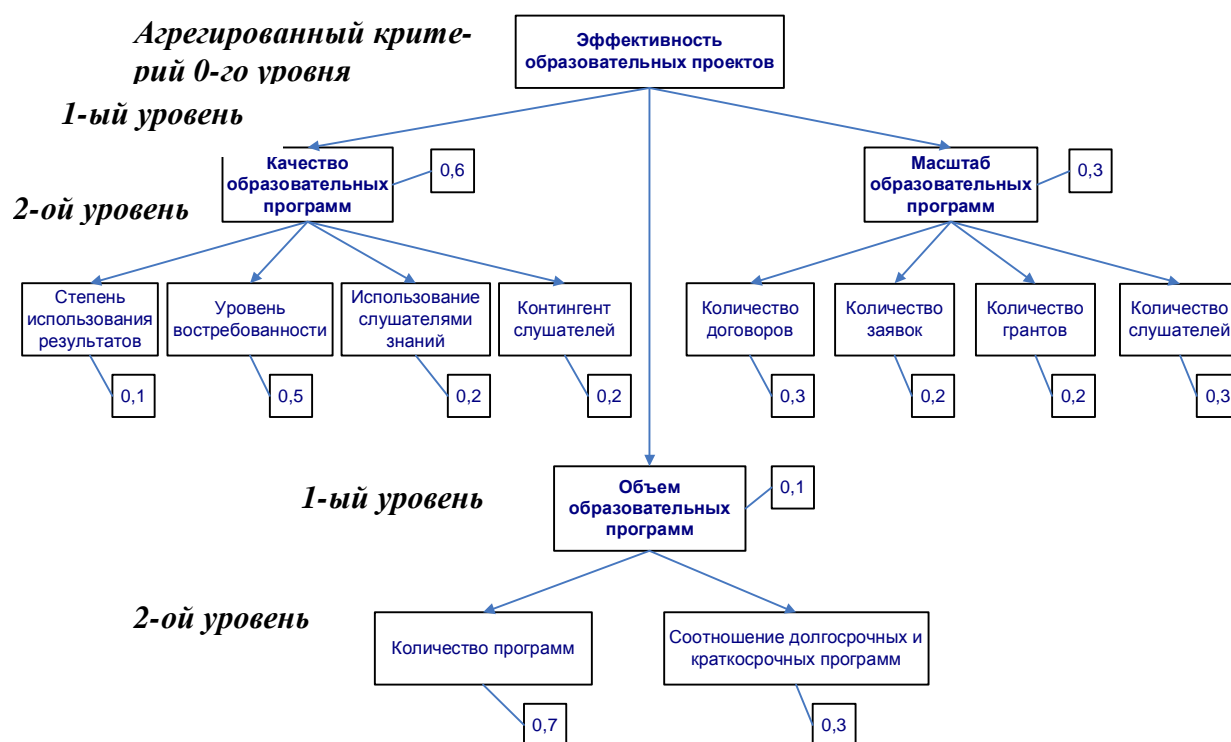 Агрегированный крите-
рий 0-го уровня
Эффективность
образовательных проектов
1-ый уровень
Качество
образовательных
программ
0,6
Масштаб
образовательных
программ
0,3
2-ой уровень
Степень
использования
результатов
Уровень
востребованности
Использование
слушателями
знаний
Контингент
слушателей
Количество
договоров
Количество
заявок
Количество
грантов
Количество
слушателей
0,1
0,5
0,2
0,2
0,3
0,2
0,2
0,3
1-ый уровень
Объем
образовательных
программ
0,1
2-ой уровень
Количество программ
Соотношение долгосрочных и
краткосрочных программ
0,7
0,3